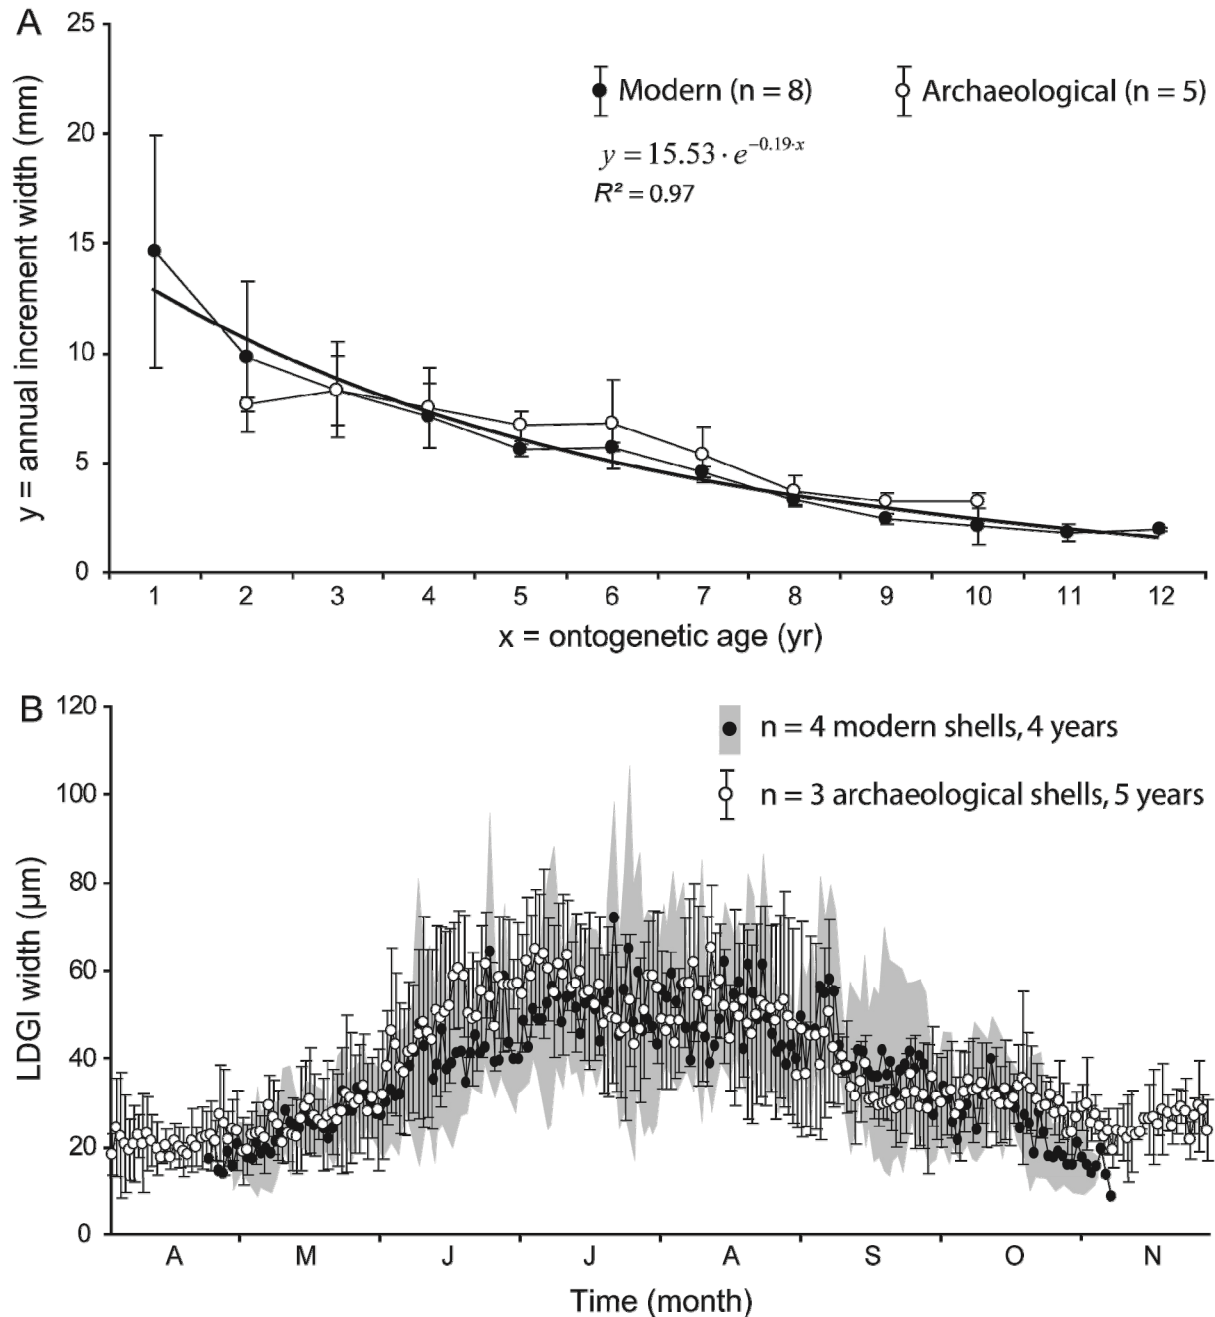 A
25
20
15
10
5
0
y = annual increment width (mm)
Modern (n = 8)
Archaeological (n = 5)
y = 15.53 · e^{−0.19·x}
R² = 0.97
1 2 3 4 5 6 7 8 9 10 11 12
x = ontogenetic age (yr)
B
120
100
80
60
40
20
0
LDGI width (µm)
n = 4 modern shells, 4 years
n = 3 archaeological shells, 5 years
A M J J A S O N
Time (month)